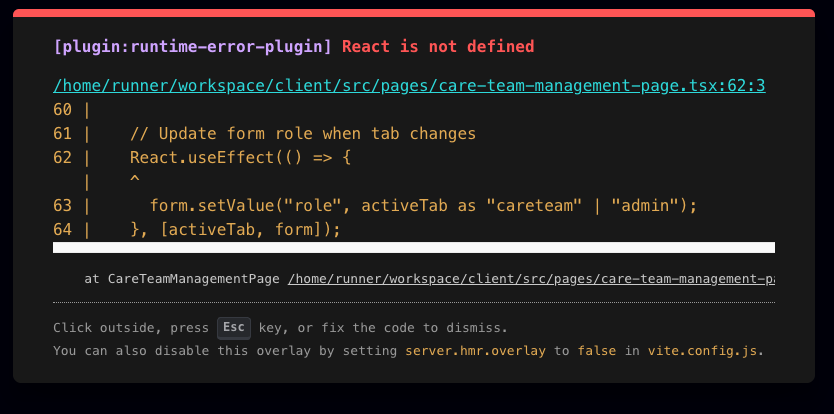 [plugin:runtime-error-plugin] React is not defined
/home/runner/workspace/client/src/pages/care-team-management-page.tsx:62:3
60 |
61 |    // Update form role when tab changes
62 |    React.useEffect(() => {
   |    ^
63 |      form.setValue("role", activeTab as "careteam" | "admin");
64 |    }, [activeTab, form]);
at CareTeamManagementPage /home/runner/workspace/client/src/pages/care-team-management-pa
Click outside, press Esc key, or fix the code to dismiss.
You can also disable this overlay by setting server.hmr.overlay to false in vite.config.js.